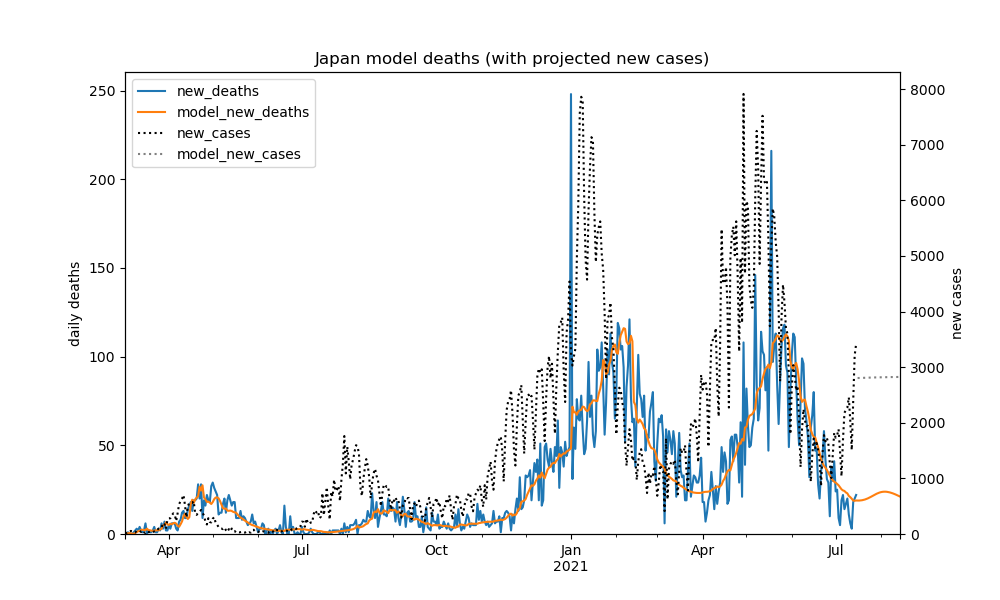 Japan model deaths (with projected new cases)
new_deaths
model_new_deaths
new_cases
model_new_cases
daily deaths
250
200
150
100
50
0
8000
7000
6000
5000
4000
3000
2000
1000
0
new cases
Apr
Jul
Oct
Jan
2021
Apr
Jul